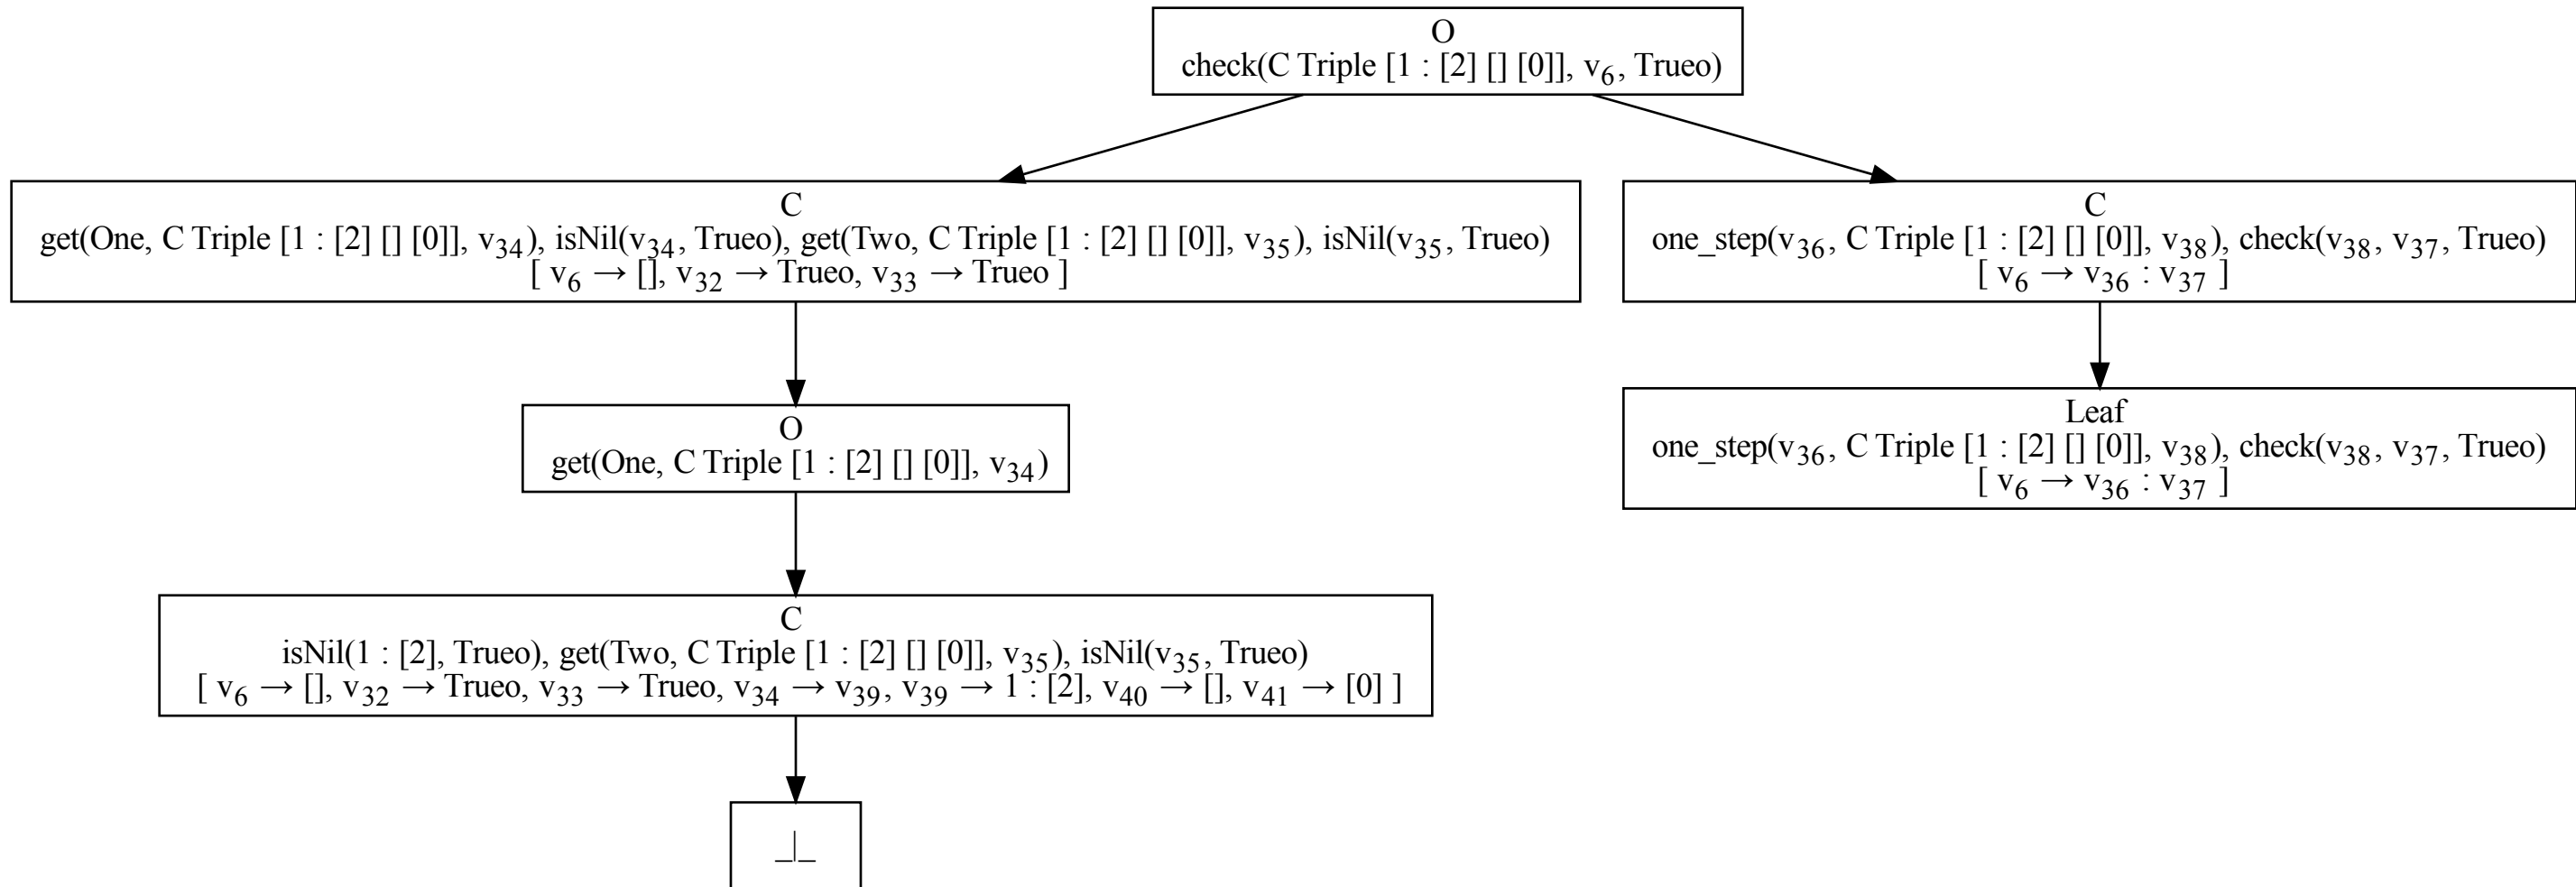 O
check(C Triple [1 : [2] [] [0]], v₆, Trueo)
C
get(One, C Triple [1 : [2] [] [0]], v₃₄), isNil(v₃₄, Trueo), get(Two, C Triple [1 : [2] [] [0]], v₃₅), isNil(v₃₅, Trueo)
[ v₆ → [], v₃₂ → Trueo, v₃₃ → Trueo ]
C
one_step(v₃₆, C Triple [1 : [2] [] [0]], v₃₈), check(v₃₈, v₃₇, Trueo)
[ v₆ → v₃₆ : v₃₇ ]
O
get(One, C Triple [1 : [2] [] [0]], v₃₄)
Leaf
one_step(v₃₆, C Triple [1 : [2] [] [0]], v₃₈), check(v₃₈, v₃₇, Trueo)
[ v₆ → v₃₆ : v₃₇ ]
C
isNil(1 : [2], Trueo), get(Two, C Triple [1 : [2] [] [0]], v₃₅), isNil(v₃₅, Trueo)
[ v₆ → [], v₃₂ → Trueo, v₃₃ → Trueo, v₃₄ → v₃₉, v₃₉ → 1 : [2], v₄₀ → [], v₄₁ → [0] ]
_|_